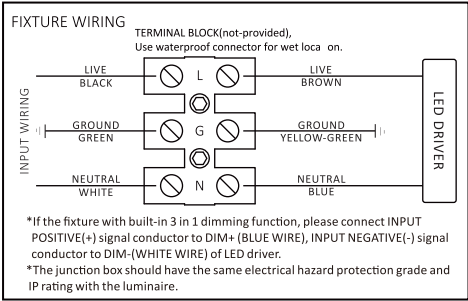 FIXTURE WIRING
TERMINAL BLOCK(not-provided),
Use waterproof connector for wet loca on.
LIVE
BLACK
L
LIVE
BROWN
GROUND
GREEN
G
GROUND
YELLOW-GREEN
NEUTRAL
WHITE
N
NEUTRAL
BLUE
INPUT WIRING
LED DRIVER
*If the fixture with built-in 3 in 1 dimming function, please connect INPUT
POSITIVE(+) signal conductor to DIM+ (BLUE WIRE), INPUT NEGATIVE(-) signal
conductor to DIM-(WHITE WIRE) of LED driver.
*The junction box should have the same electrical hazard protection grade and
IP rating with the luminaire.